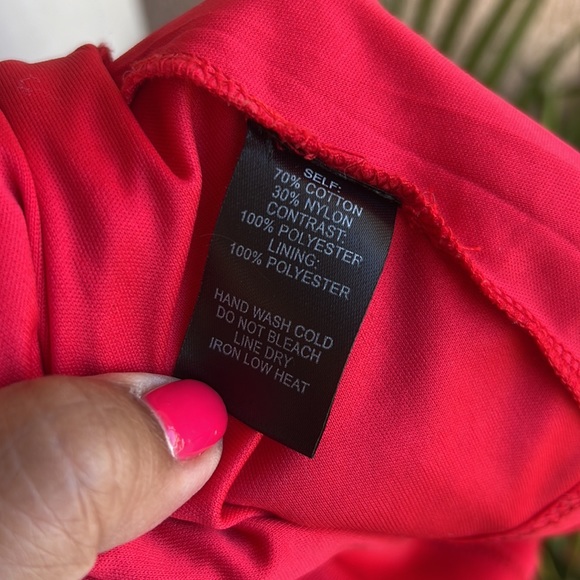 SELF:
70% COTTON
30% NYLON
CONTRAST:
100% POLYESTER
LINING:
100% POLYESTER
HAND WASH COLD
DO NOT BLEACH
LINE DRY
IRON LOW HEAT